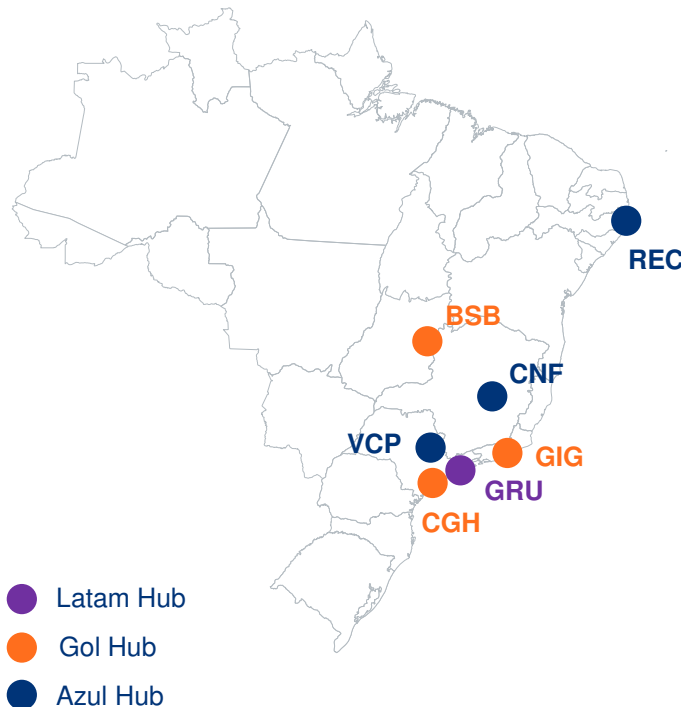 REC
BSB
CNF
VCP
GIG
GRU
CGH
Latam Hub
Gol Hub
Azul Hub